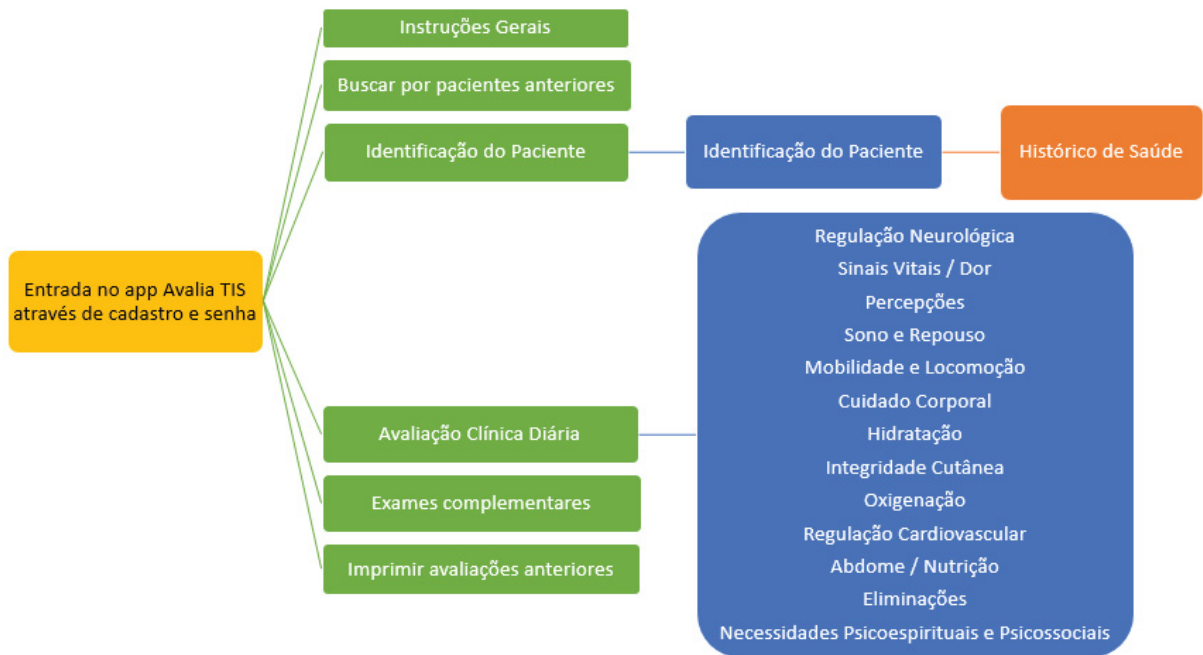 Instruções Gerais
Buscar por pacientes anteriores
Identificação do Paciente
Identificação do Paciente
Histórico de Saúde
Entrada no app Avalia TIS
através de cadastro e senha
Regulação Neurológica
Sinais Vitais / Dor
Percepções
Sono e Repouso
Mobilidade e Locomoção
Cuidado Corporal
Hidratação
Integridade Cutânea
Oxigenação
Regulação Cardiovascular
Abdome / Nutrição
Eliminações
Necessidades Psicoespirituais e Psicossociais
Avaliação Clínica Diária
Exames complementares
Imprimir avaliações anteriores